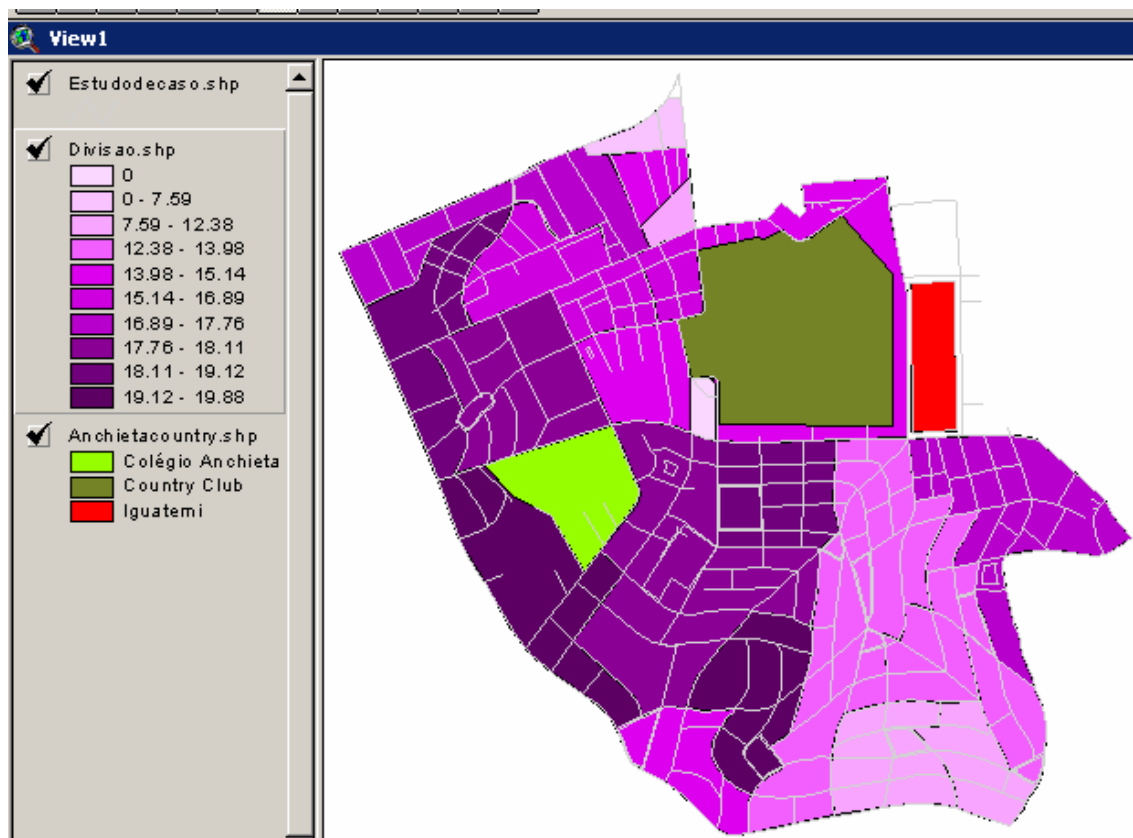 View1
Estudodecaso.shp
Divisao.shp
0
0 - 7.59
7.59 - 12.38
12.38 - 13.98
13.98 - 15.14
15.14 - 16.89
16.89 - 17.76
17.76 - 18.11
18.11 - 19.12
19.12 - 19.88
Anchietacountry.shp
Colégio Anchieta
Country Club
Iguatemi